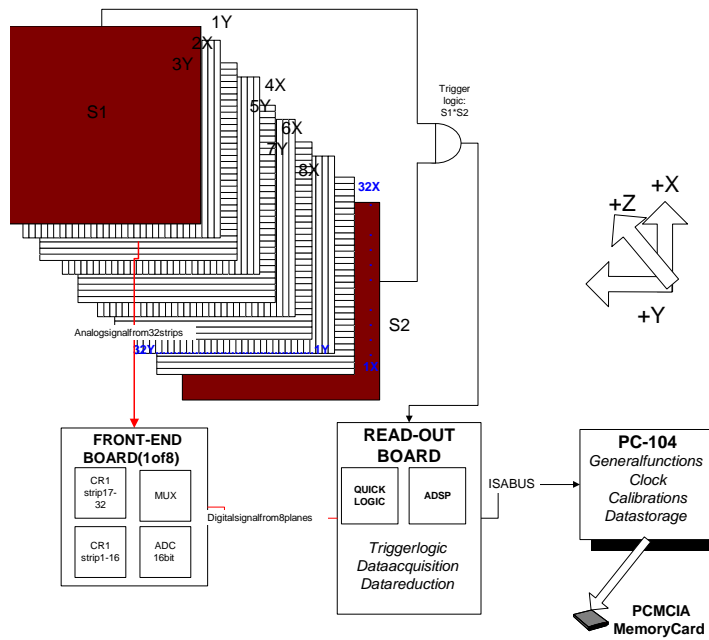 1Y
2X
3Y
S1
4X
5Y
6X
7Y
8X
Trigger
logic:
S1*S2
32X
+X
+Z
+Y
S2
Analogsignalfrom32strips
32Y
1Y
1X
FRONT-END
BOARD(1of8)
CR1
strip17-
32
MUX
CR1
strip1-16
ADC
16bit
Digitalsignalfrom8planes
READ-OUT
BOARD
QUICK
LOGIC
ADSP
Triggerlogic
Dataacquisition
Datareduction
ISABUS
PC-104
Generalfunctions
Clock
Calibrations
Datastorage
PCMCIA
MemoryCard